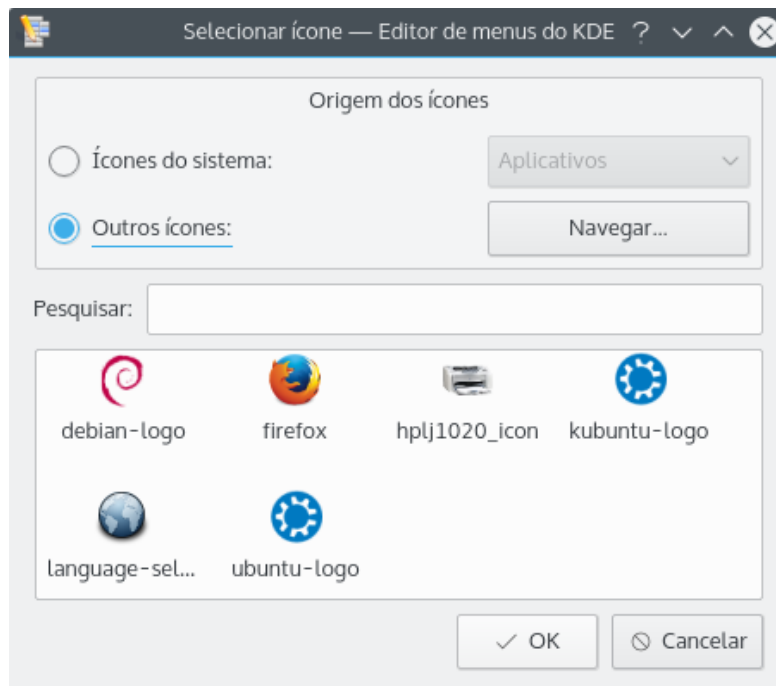 Selecionar ícone — Editor de menus do KDE ?
Origem dos ícones
Ícones do sistema: Aplicativos
Outros ícones: Navegar...
Pesquisar:
debian-logo firefox hplj1020_icon kubuntu-logo
language-sel... ubuntu-logo
OK Cancelar